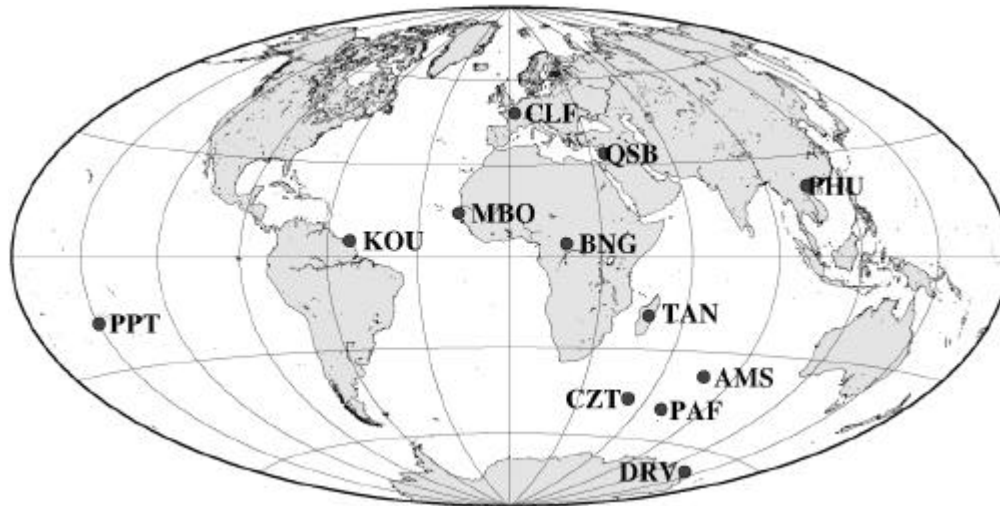 CLF
QSB
PHU
MBO
KOU
BNG
PPT
TAN
AMS
CZT
PAF
DRV